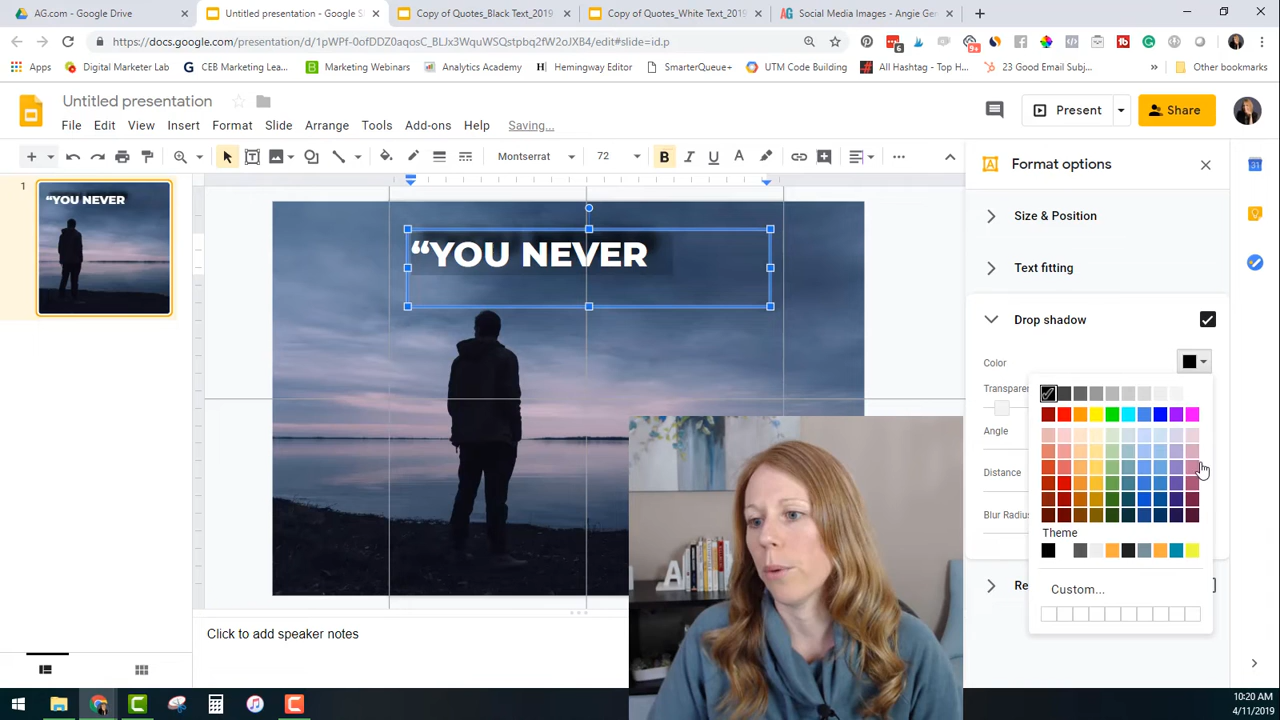 AG.com - Google Drive
Untitled presentation - Google S
Copy of Quotes_Black Text_2019
Copy of Quotes_White Text_2019
Social Media Images - Angie Ger
https://docs.google.com/presentation/d/1pWPf-0ofDDZ0aqosC_BLJx3WquWSQstpbq2fW2oJXB4/edit#slide=id.p
Apps
Digital Marketer Lab
CEB Marketing Lea...
Marketing Webinars
Analytics Academy
Hemingway Editor
SmarterQueue+
UTM Code Building
All Hashtag - Top H...
23 Good Email Subj...
Other bookmarks
Untitled presentation
File Edit View Insert Format Slide Arrange Tools Add-ons Help Saving...
Present
Share
Montserrat
72
Format options
Size & Position
Text fitting
Drop shadow
Color
Transparen
Angle
Distance
Blur Radiu
Theme
Custom...
Re
1
“YOU NEVER
“YOU NEVER
Click to add speaker notes
A
10:20 AM
4/11/2019